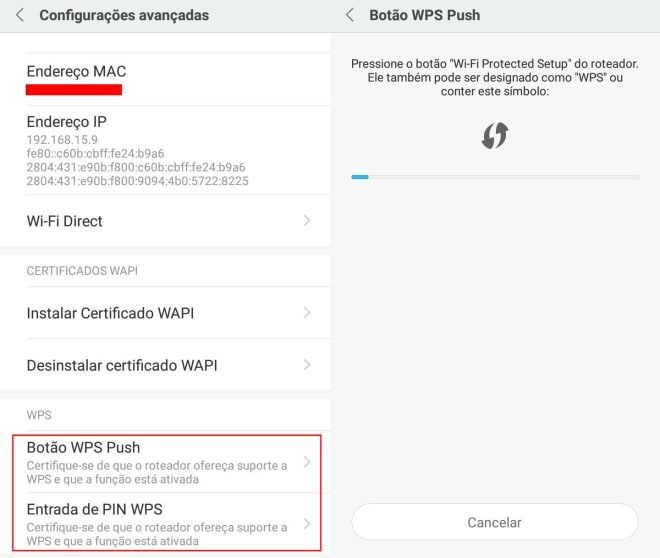 Configurações avançadas
Endereço MAC
Endereço IP
192.168.15.9
fe80::c60b:cbff:fe24:b9a6
2804:431:e90b:f800:c60b:cbff:fe24:b9a6
2804:431:e90b:f800:9094:4b0:5722:8225
Wi-Fi Direct
CERTIFICADOS WAPI
Instalar Certificado WAPI
Desinstalar certificado WAPI
WPS
Botão WPS Push
Certifique-se de que o roteador ofereça suporte a
WPS e que a função está ativada
Entrada de PIN WPS
Certifique-se de que o roteador ofereça suporte a
WPS e que a função está ativada
Botão WPS Push
Pressione o botão "Wi-Fi Protected Setup" do roteador.
Ele também pode ser designado como "WPS" ou
conter este símbolo:
Cancelar